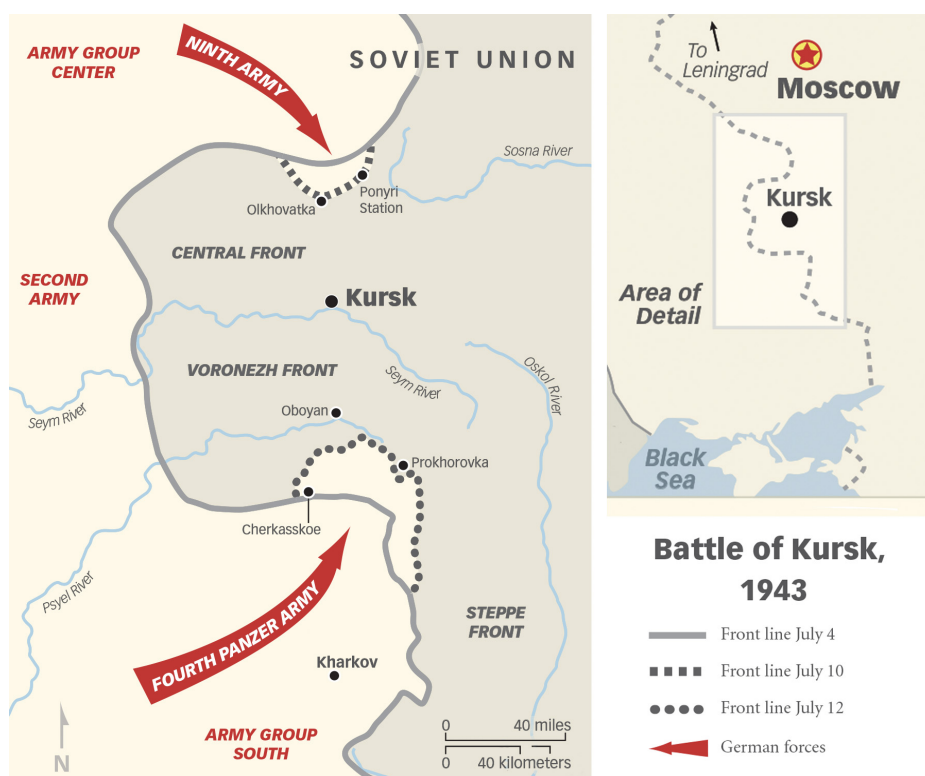 ARMY GROUP
CENTER
NINTH ARMY
SOVIET UNION
Sosna River
Ponyri
Station
Olkhovatka
CENTRAL FRONT
SECOND
ARMY
Kursk
VORONEZH FRONT
Seym River
Oskol River
Seym River
Oboyan
Prokhorovka
Cherkasskoe
Psyel River
FOURTH PANZER ARMY
STEPPE
FRONT
Kharkov
ARMY GROUP
SOUTH
N
0 40 miles
0 40 kilometers
To
Leningrad
Moscow
Kursk
Area of
Detail
Black
Sea
Battle of Kursk,
1943
Front line July 4
Front line July 10
Front line July 12
German forces